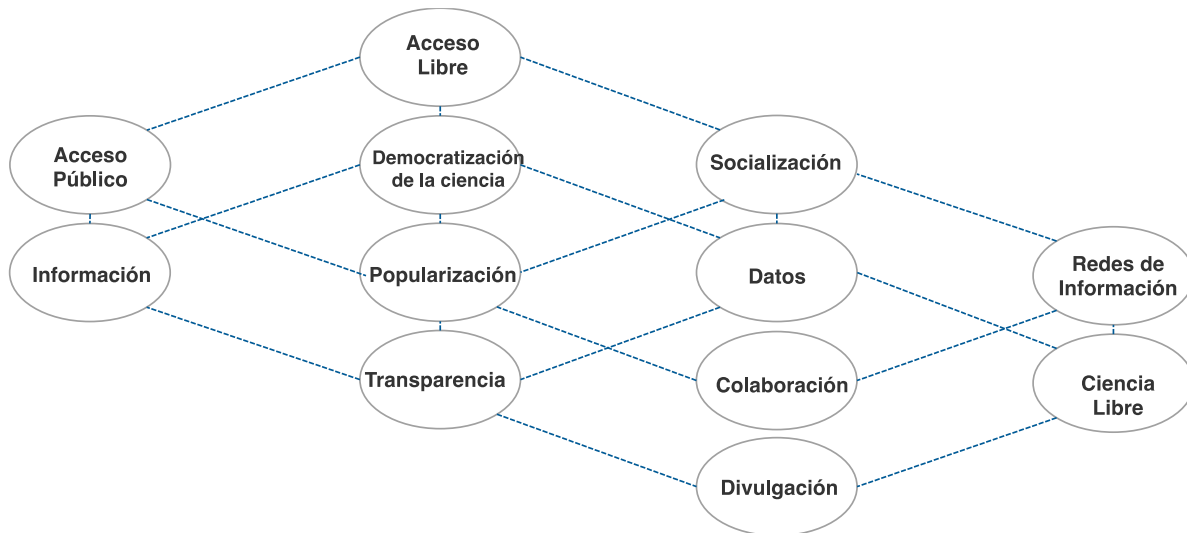 Acceso
Libre
Acceso
Público
Democratización
de la ciencia
Socialización
Información
Popularización
Datos
Redes de
Información
Transparencia
Colaboración
Ciencia
Libre
Divulgación